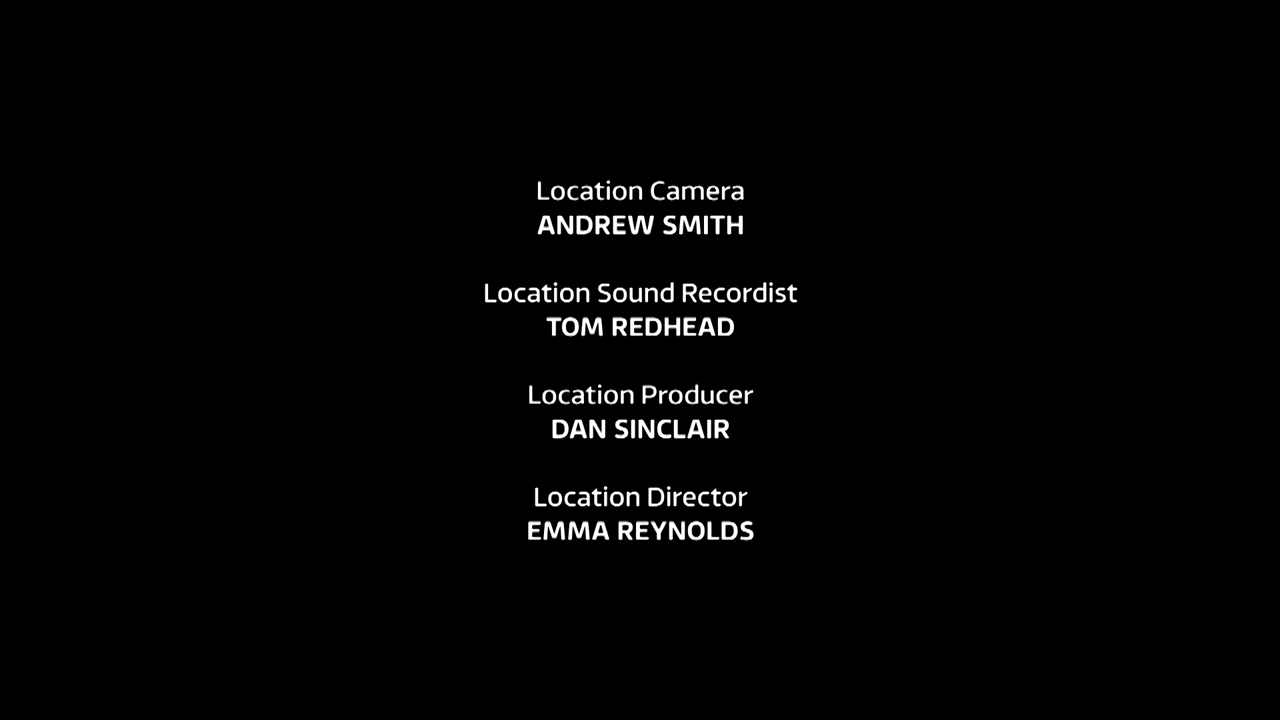 Location Camera
ANDREW SMITH
Location Sound Recordist
TOM REDHEAD
Location Producer
DAN SINCLAIR
Location Director
EMMA REYNOLDS